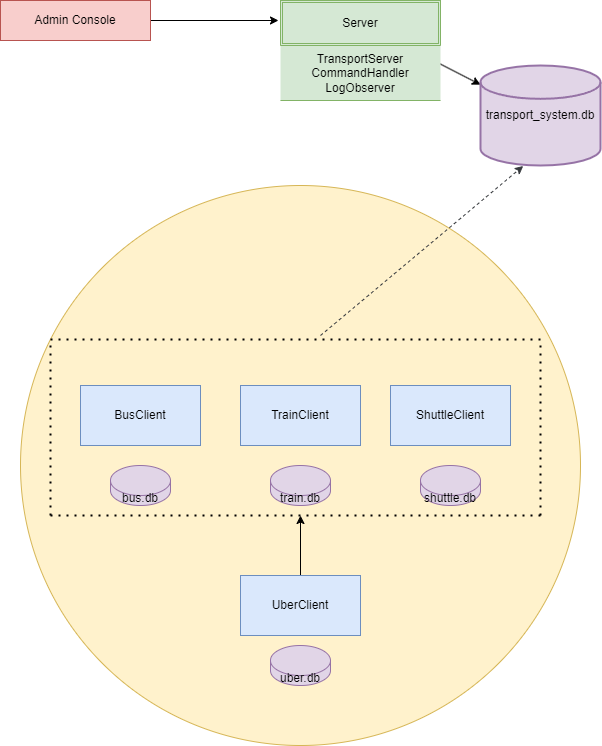 Admin Console
Server
TransportServer
CommandHandler
LogObserver
transport_system.db
BusClient
TrainClient
ShuttleClient
bus.db
train.db
shuttle.db
UberClient
uber.db